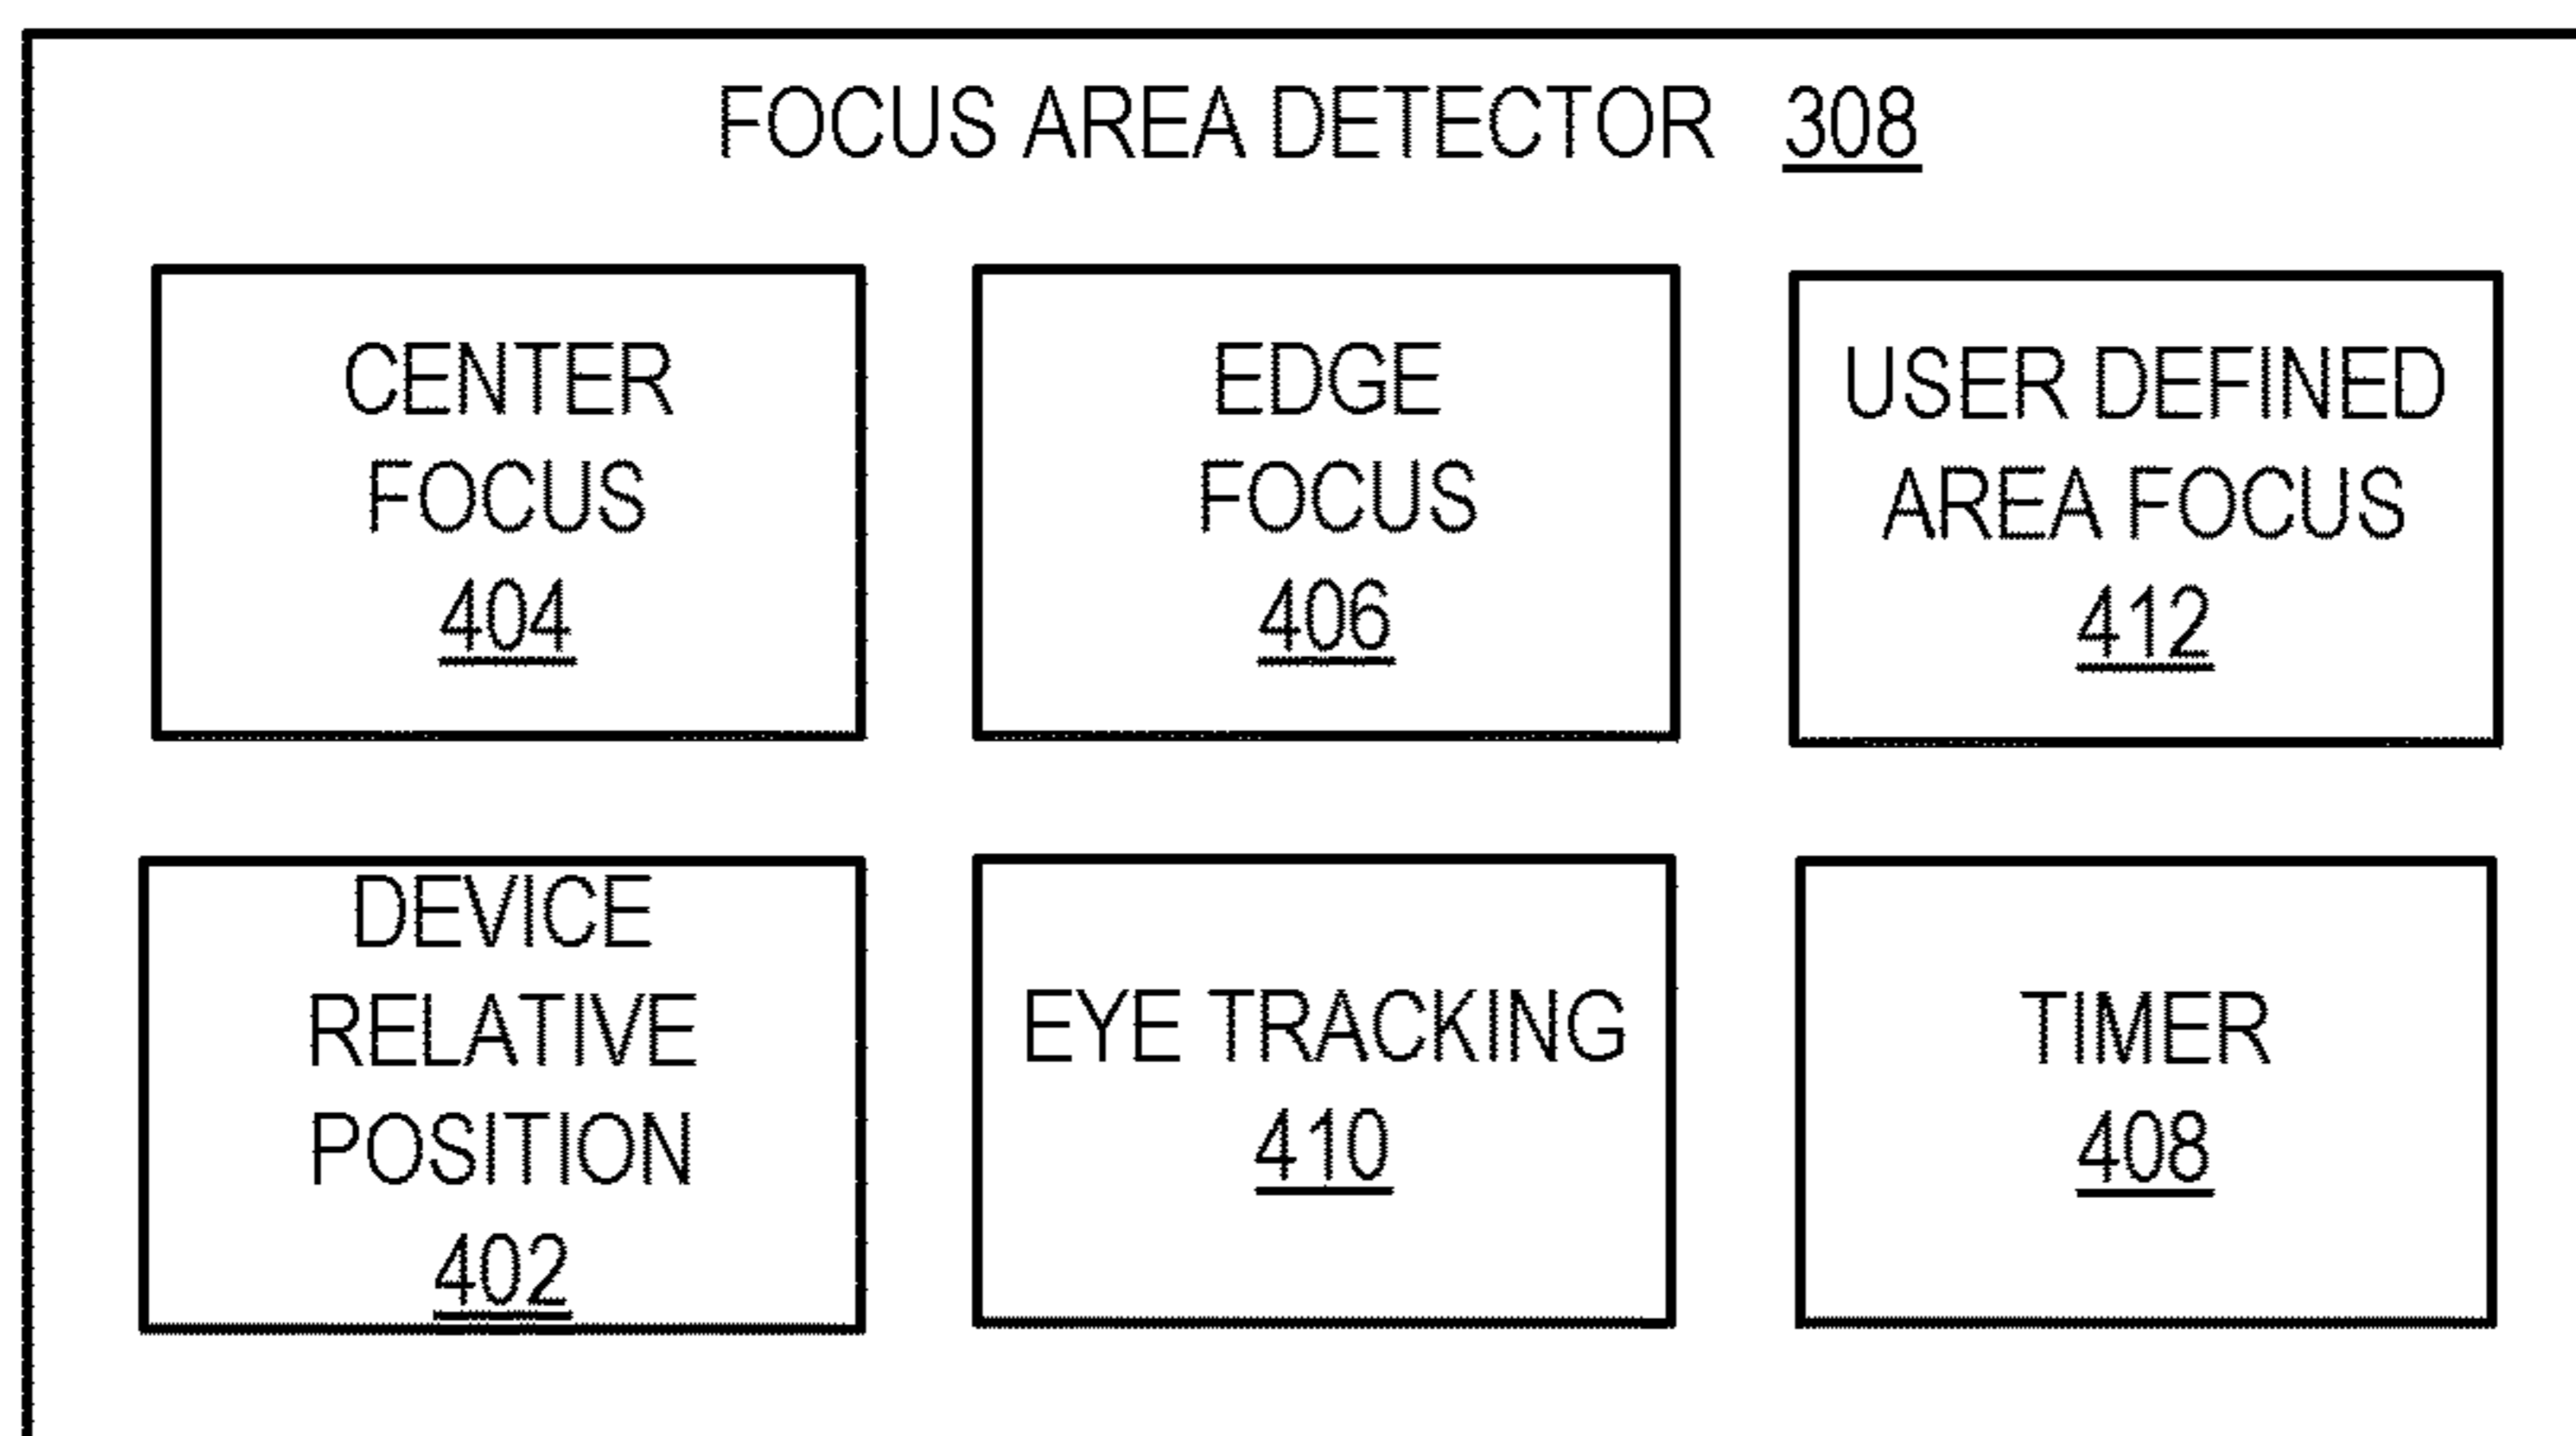 FOCUS AREA DETECTOR 308
CENTER
FOCUS
404
EDGE
FOCUS
406
USER DEFINED
AREA FOCUS
412
DEVICE
RELATIVE
POSITION
402
EYE TRACKING
410
TIMER
408